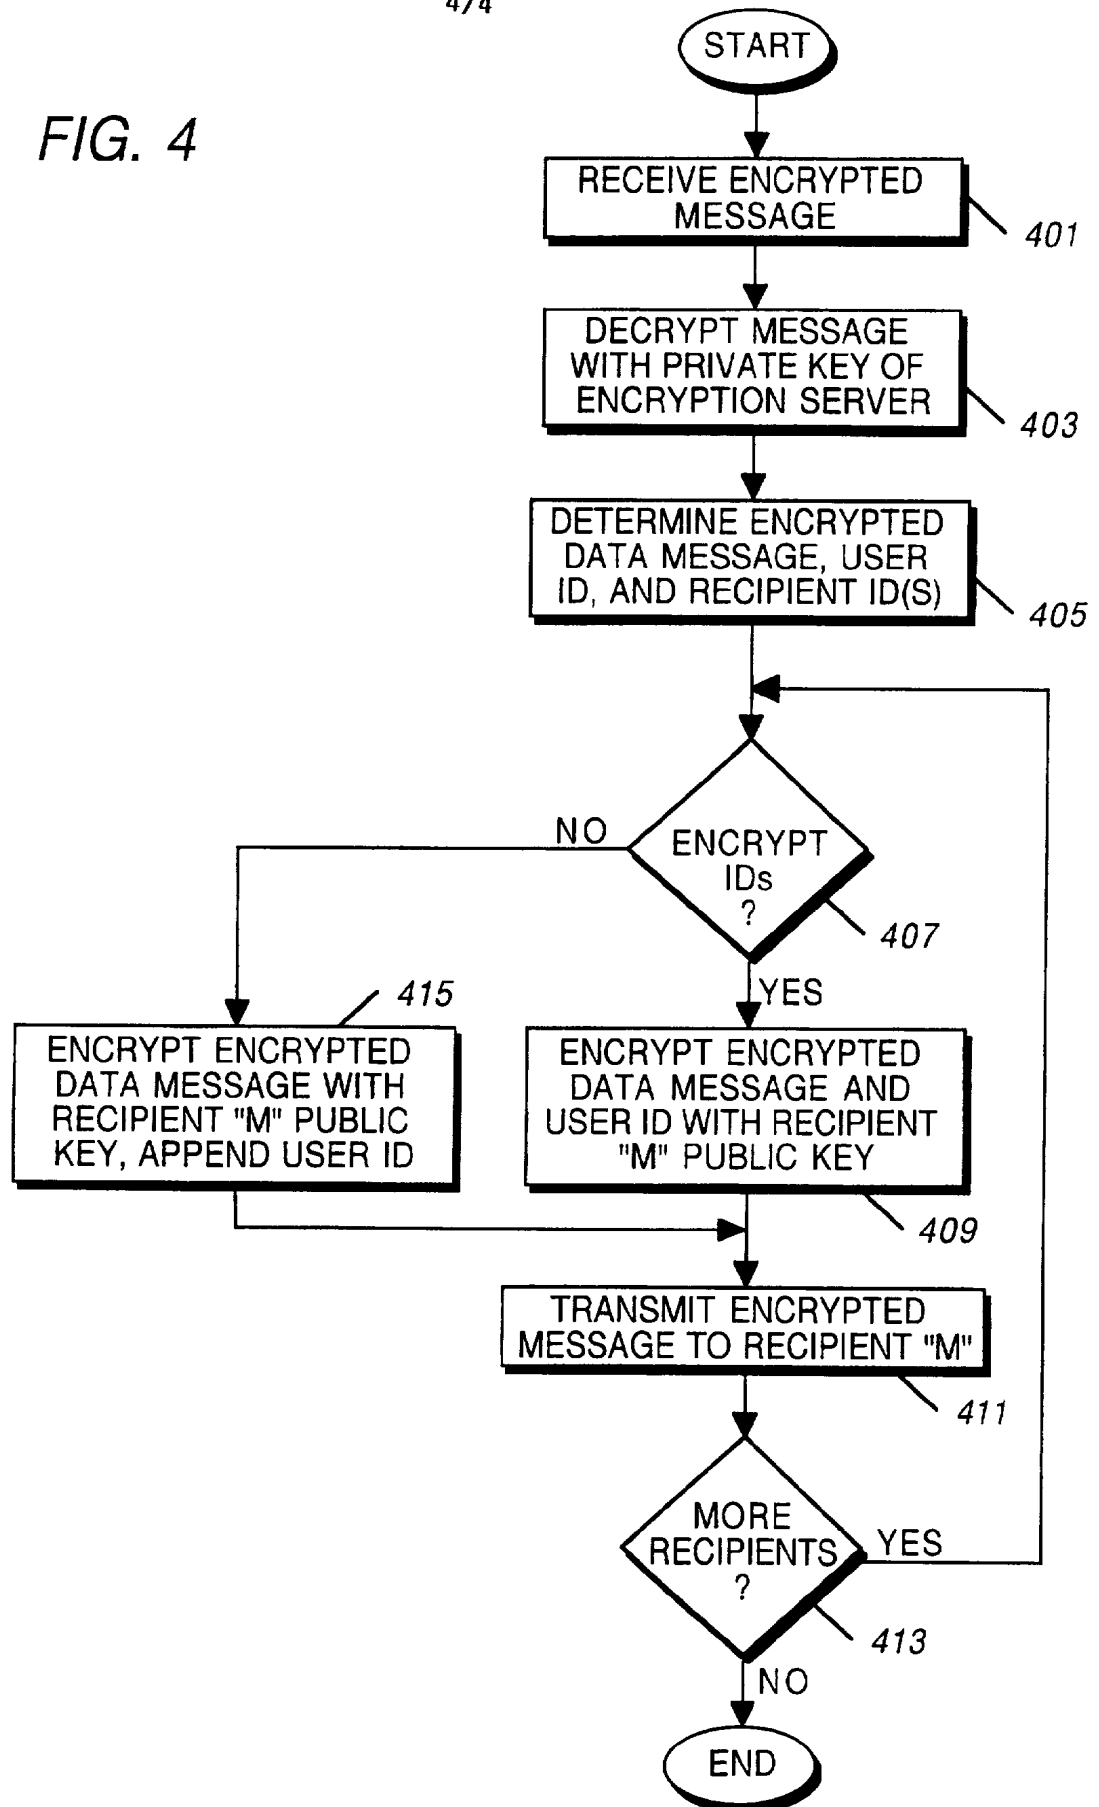 4/4
START
FIG. 4
RECEIVE ENCRYPTED
MESSAGE
401
DECRYPT MESSAGE
WITH PRIVATE KEY OF
ENCRYPTION SERVER
403
DETERMINE ENCRYPTED
DATA MESSAGE, USER
ID, AND RECIPIENT ID(S)
405
NO
ENCRYPT
IDs
?
407
YES
415
ENCRYPT ENCRYPTED
DATA MESSAGE WITH
RECIPIENT "M" PUBLIC
KEY, APPEND USER ID
ENCRYPT ENCRYPTED
DATA MESSAGE AND
USER ID WITH RECIPIENT
"M" PUBLIC KEY
409
TRANSMIT ENCRYPTED
MESSAGE TO RECIPIENT "M"
411
MORE
RECIPIENTS
?
YES
413
NO
END